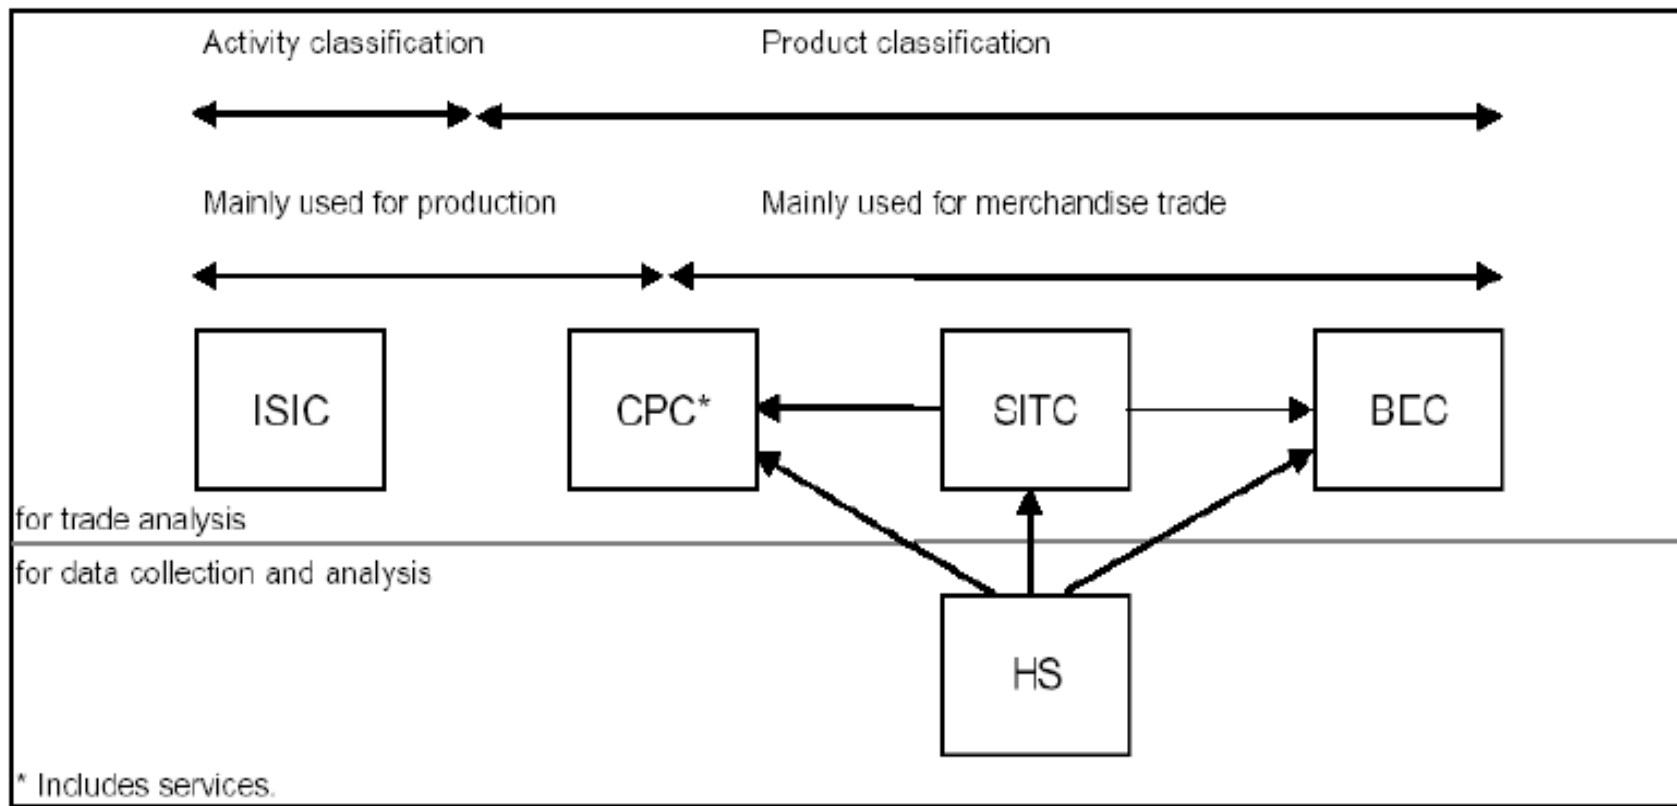 Activity classification Product classification
Mainly used for production Mainly used for merchandise trade
ISIC CPC* SITC BEC
for trade analysis
for data collection and analysis
HS
* Includes services.